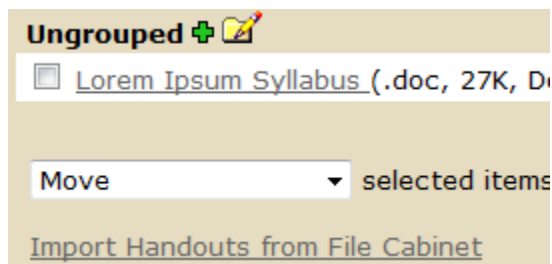 Ungrouped
Lorem Ipsum Syllabus (.doc, 27K,
Move selected items
Import Handouts from File Cabinet